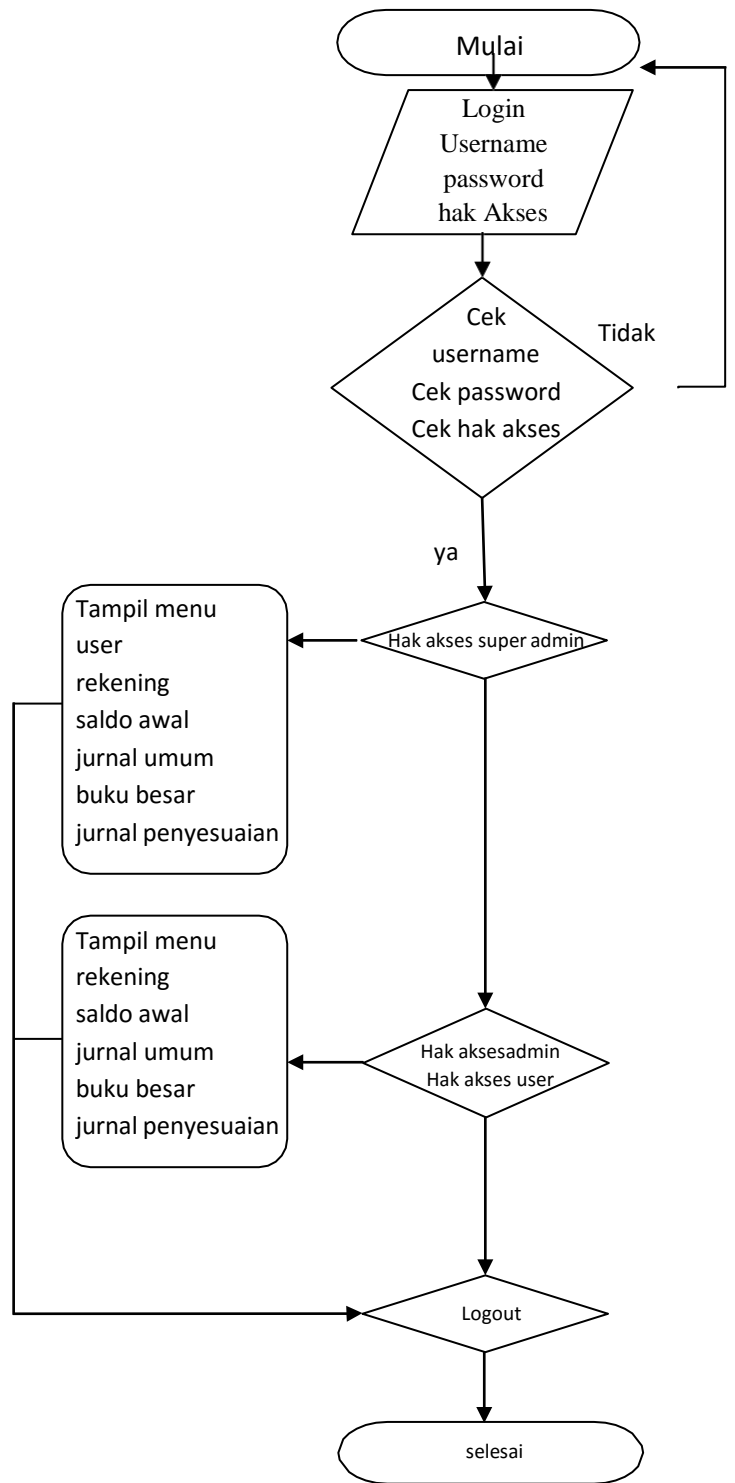 Mulai
Login
Username
password
hak Akses
Cek
username
Cek password
Cek hak akses
Tidak
ya
Hak akses super admin
Tampil menu
user
rekening
saldo awal
jurnal umum
buku besar
jurnal penyesuaian
Hak aksesadmin
Hak akses user
Tampil menu
rekening
saldo awal
jurnal umum
buku besar
jurnal penyesuaian
Logout
selesai